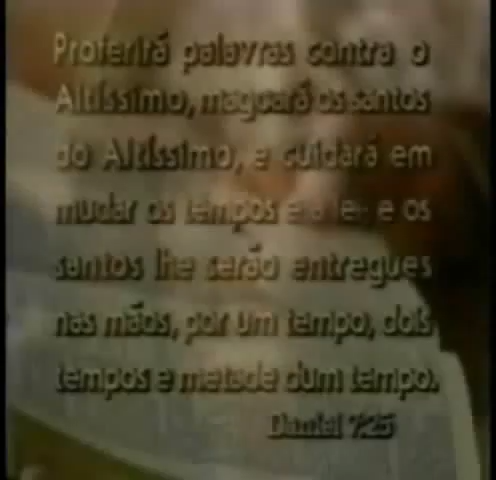 Proferirá palavras contra o
Altíssimo, magoará os santos
do Altíssimo, e cuidará em
mudar os tempos e a lei e os
santos lhe serão entregues
nas mãos, por um tempo, dois
tempos e metade dum tempo.
Daniel 7:25